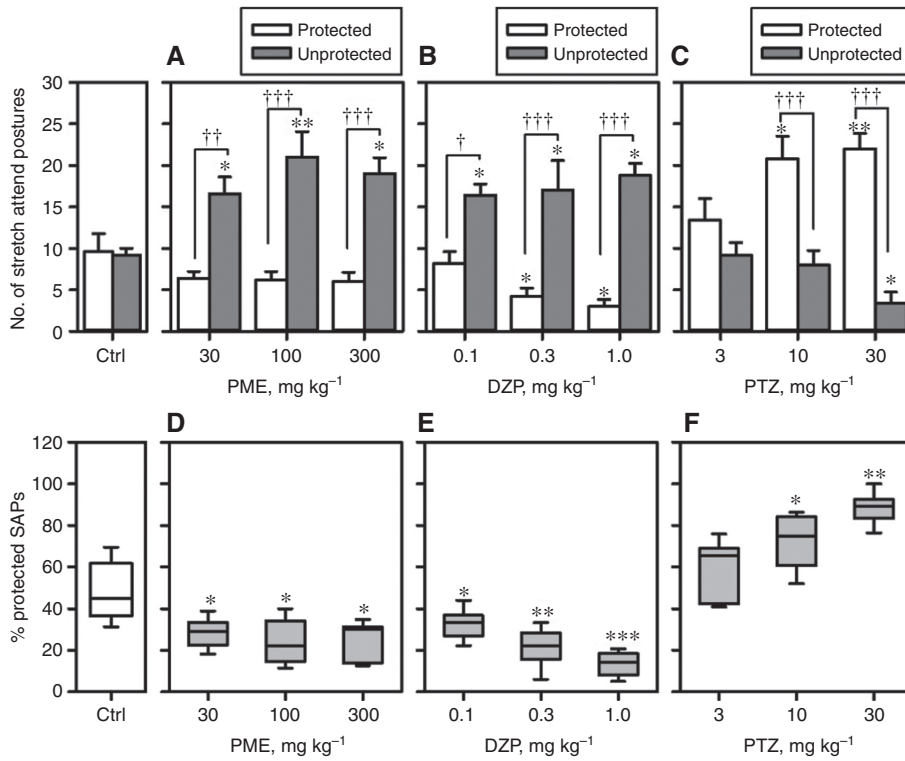 Protected
Unprotected
Protected
Unprotected
Protected
Unprotected
A
B
C
No. of stretch attend postures
30
25
20
15
10
5
0
††
†††
†††
*
**
*
†
†††
†††
*
*
*
*
*
†††
†††
*
**
*
Ctrl
30 100 300
0.1 0.3 1.0
3 10 30
PME, mg kg⁻¹
DZP, mg kg⁻¹
PTZ, mg kg⁻¹
D
E
F
% protected SAPs
120
100
80
60
40
20
0
* * *
* ** ***
* **
Ctrl
30 100 300
0.1 0.3 1.0
3 10 30
PME, mg kg⁻¹
DZP, mg kg⁻¹
PTZ, mg kg⁻¹